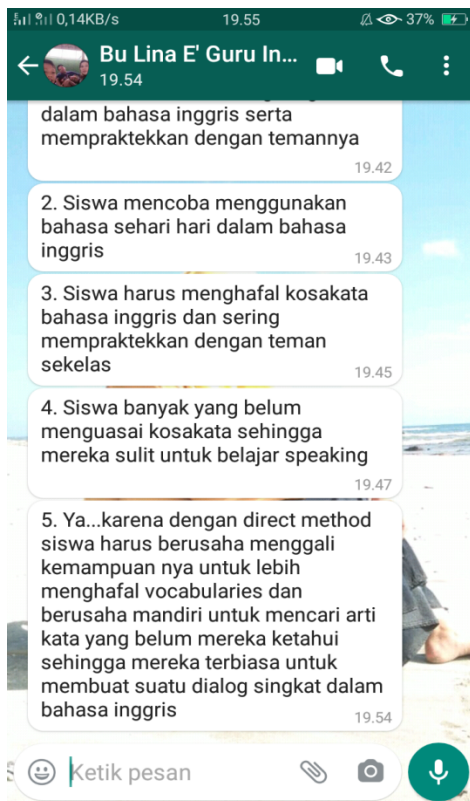 0,14KB/s 19.55 37%
Bu Lina E' Guru In...
19.54
dalam bahasa inggris serta
mempraktekkan dengan temannya
19.42
2. Siswa mencoba menggunakan
bahasa sehari hari dalam bahasa
inggris
19.43
3. Siswa harus menghafal kosakata
bahasa inggris dan sering
mempraktekkan dengan teman
sekelas
19.45
4. Siswa banyak yang belum
menguasai kosakata sehingga
mereka sulit untuk belajar speaking
19.47
5. Ya...karena dengan direct method
siswa harus berusaha menggali
kemampuan nya untuk lebih
menghafal vocabularies dan
berusaha mandiri untuk mencari arti
kata yang belum mereka ketahui
sehingga mereka terbiasa untuk
membuat suatu dialog singkat dalam
bahasa inggris
19.54
Ketik pesan